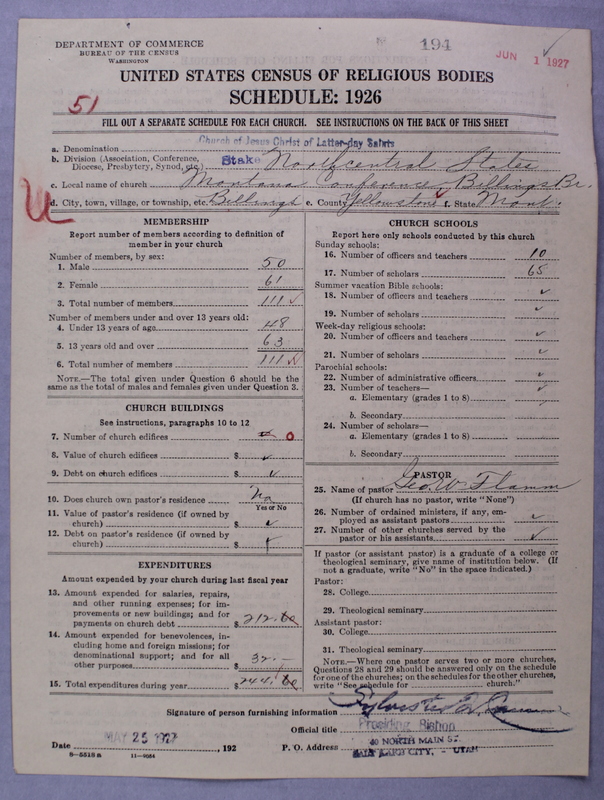 DEPARTMENT OF COMMERCE
BUREAU OF THE CENSUS
WASHINGTON
194
JUN 1 1927
UNITED STATES CENSUS OF RELIGIOUS BODIES
SCHEDULE: 1926
51
FILL OUT A SEPARATE SCHEDULE FOR EACH CHURCH. SEE INSTRUCTIONS ON THE BACK OF THIS SHEET
a. Denomination Church of Jesus Christ of Latter-day Saints
b. Division (Association, Conference, Diocese, Presbytery, Synod, etc.) Stake Northcentral States
c. Local name of church Montana Conference, Billings Br.
d. City, town, village, or township, etc. Billings e. County Yellowstone f. State Mont.
MEMBERSHIP
Report number of members according to definition of
member in your church
Number of members, by sex:
1. Male 50
2. Female 61
3. Total number of members 111 ✓
Number of members under and over 13 years old:
4. Under 13 years of age 48
5. 13 years old and over 63
6. Total number of members 111
NOTE.—The total given under Question 6 should be the
same as the total of males and females given under Question 3.
CHURCH BUILDINGS
See instructions, paragraphs 10 to 12
7. Number of church edifices 0
8. Value of church edifices $ ✓
9. Debt on church edifices $ ✓
10. Does church own pastor's residence No
Yes or No
11. Value of pastor's residence (if owned by
church) $ ✓
12. Debt on pastor's residence (if owned by
church) $
EXPENDITURES
Amount expended by your church during last fiscal year
13. Amount expended for salaries, repairs,
and other running expenses; for im-
provements or new buildings; and for
payments on church debt $ 212.60
14. Amount expended for benevolences, in-
cluding home and foreign missions; for
denominational support; and for all
other purposes $ 32.—
15. Total expenditures during year $ 244.60
CHURCH SCHOOLS
Report here only schools conducted by this church
Sunday schools:
16. Number of officers and teachers 10
17. Number of scholars 65
Summer vacation Bible schools:
18. Number of officers and teachers ✓
19. Number of scholars ✓
Week-day religious schools:
20. Number of officers and teachers ✓
21. Number of scholars ✓
Parochial schools:
22. Number of administrative officers ✓
23. Number of teachers— ✓
a. Elementary (grades 1 to 8)
b. Secondary
24. Number of scholars—
a. Elementary (grades 1 to 8)
b. Secondary
PASTOR
25. Name of pastor Geo. W. Flamm
(If church has no pastor, write "None")
26. Number of ordained ministers, if any, em-
ployed as assistant pastors ✓
27. Number of other churches served by the
pastor or his assistants ✓
If pastor (or assistant pastor) is a graduate of a college or
theological seminary, give name of institution below. (If
not a graduate, write "No" in the space indicated.)
Pastor:
28. College
29. Theological seminary
Assistant pastor:
30. College
31. Theological seminary
NOTE.—Where one pastor serves two or more churches,
Questions 28 and 29 should be answered only on the schedule
for one of the churches; on the schedules for the other churches,
write "See schedule for church."
Signature of person furnishing information Sylvester Q. Cannon
Official title Presiding Bishop
Date MAY 25 1927, 192 P. O. Address 40 NORTH MAIN ST.
SALT LAKE CITY, - UTAH
8—5518a 11—9054